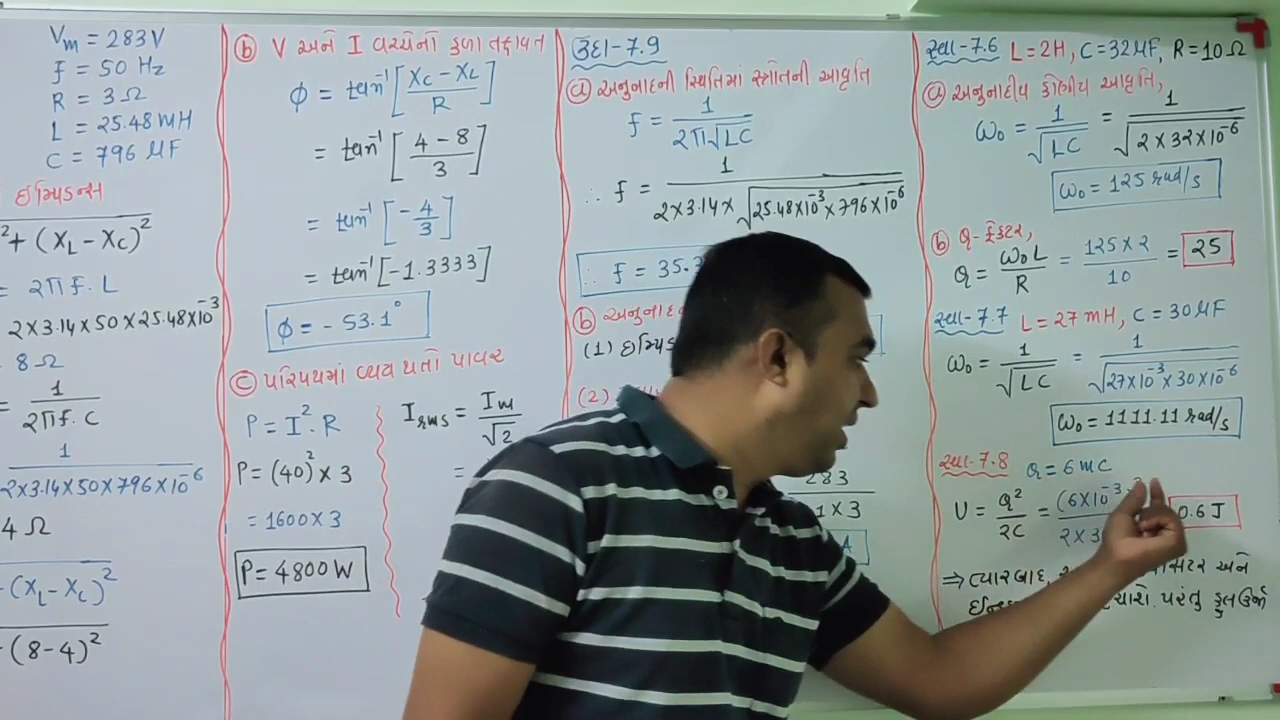 Vm = 283 V
f = 50 Hz
R = 3 Ω
L = 25.48 mH
C = 796 μF
ઇમ્પિડન્સ
² + (XL - XC)²
= 2πf.L
2×3.14×50×25.48×10⁻³
8 Ω
= 1/2πf.C
1/2×3.14×50×796×10⁻⁶
4 Ω
(XL - XC)²
(8-4)²
ⓑ V અને I વચ્ચેનો કળા તફાવત
φ = tan⁻¹ [XC - XL/R]
= tan⁻¹ [4-8/3]
= tan⁻¹ [-4/3]
= tan⁻¹ [-1.3333]
φ = -53.1°
ⓒ પરિપથમાં વ્યય થતો પાવર
P = I².R
P = (40)² × 3
= 1600×3
P = 4800 W
Irms = Im/√2
=
283
1×3
A
ઉદા-7.9
ⓐ અનુનાદની સ્થિતિમાં સ્ત્રોતની આવૃતિ
f = 1/2π√LC
∴ f = 1/2×3.14×√25.48×10⁻³×796×10⁻⁶
∴ f = 35.
ⓑ
(1)
(2)
સ્વા-7.6 L = 2H, C = 32 μF, R = 10 Ω
ⓐ અનુનાદીય કોણીય આવૃતિ,
ω₀ = 1/√LC = 1/√2×32×10⁻⁶
ω₀ = 125 rad/s
ⓑ Q-ફેક્ટર,
Q = ω₀L/R = 125×2/10 = 25
સ્વા-7.7 L = 27 mH, C = 30 μF
ω₀ = 1/√LC = 1/√27×10⁻³×30×10⁻⁶
ω₀ = 1111.11 rad/s
સ્વા-7.8 Q = 6 mC
U = Q²/2C = (6×10⁻³)²/2×3 0.6 J
⇒ ત્યારબાદ, અને
પરંતુ કુલ ઉર્જા